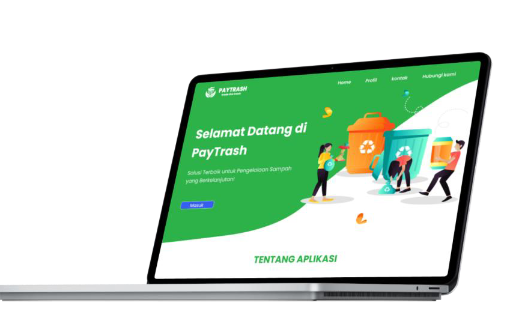 PAYTRASH
Home Profil Kontak Hubungi kami
Selamat Datang di
PayTrash
Solusi Terbaik untuk Pengelolaan Sampah
yang Berkelanjutan!
Masuk
TENTANG APLIKASI